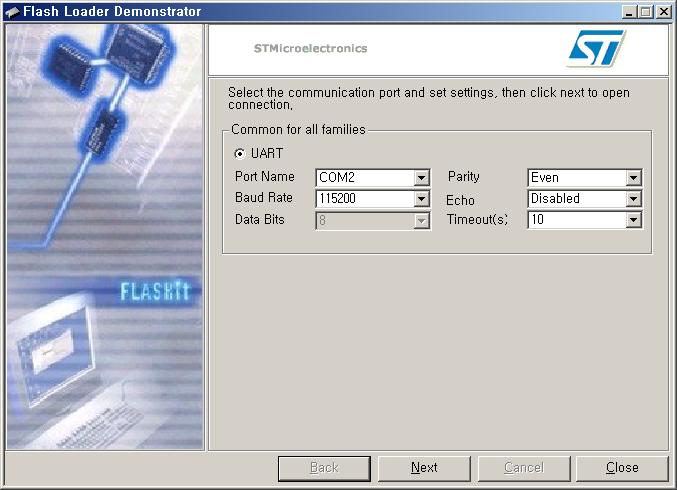 Flash Loader Demonstrator
STMicroelectronics
ST
Select the communication port and set settings, then click next to open
connection,
Common for all families
UART
Port Name COM2 Parity Even
Baud Rate 115200 Echo Disabled
Data Bits 8 Timeout(s) 10
FLASHit
Back Next Cancel Close